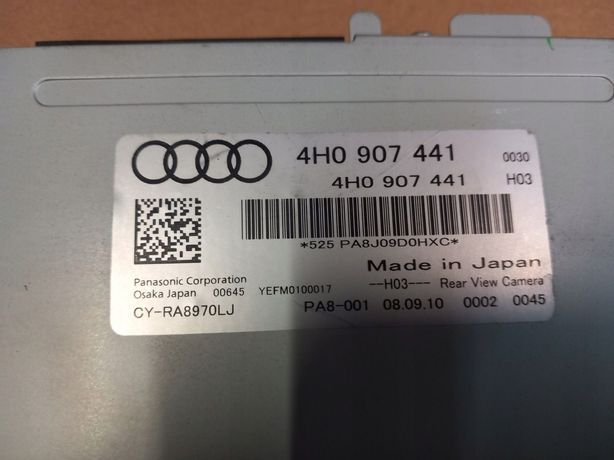 4H0 907 441 0030
4H0 907 441 H03
*525 PA8J09D0HXC*
Made in Japan
Panasonic Corporation
Osaka Japan 00645 YEFM0100017 --H03--- Rear View Camera
CY-RA8970LJ PA8-001 08.09.10 0002 0045